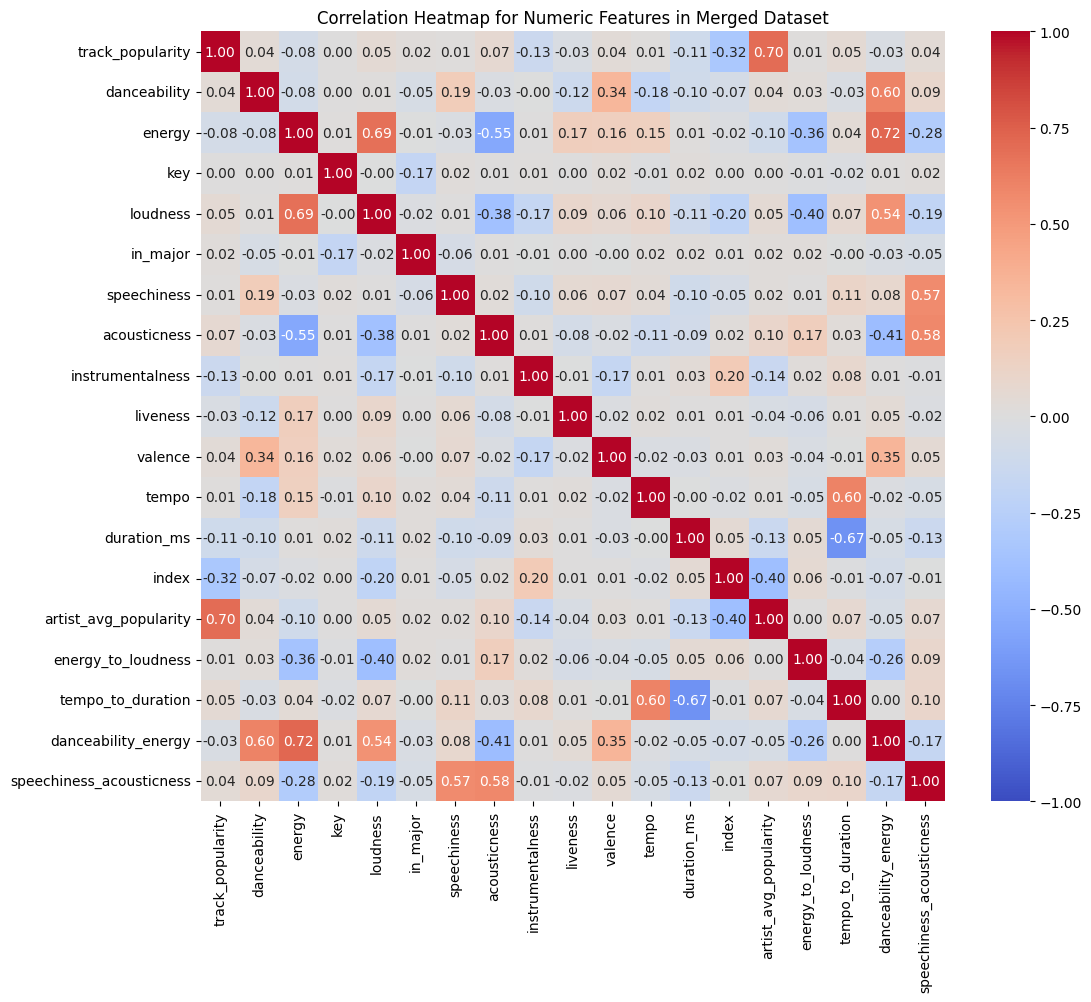 Correlation Heatmap for Numeric Features in Merged Dataset
track_popularity 1.00 0.04 -0.08 0.00 0.05 0.02 0.01 0.07 -0.13 -0.03 0.04 0.01 -0.11 -0.32 0.70 0.01 0.05 -0.03 0.04
danceability 0.04 1.00 -0.08 0.00 0.01 -0.05 0.19 -0.03 -0.00 -0.12 0.34 -0.18 -0.10 -0.07 0.04 0.03 -0.03 0.60 0.09
energy -0.08 -0.08 1.00 0.01 0.69 -0.01 -0.03 -0.55 0.01 0.17 0.16 0.15 0.01 -0.02 -0.10 -0.36 0.04 0.72 -0.28
key 0.00 0.00 0.01 1.00 -0.00 -0.17 0.02 0.01 0.01 0.00 0.02 -0.01 0.02 0.00 0.00 -0.01 -0.02 0.01 0.02
loudness 0.05 0.01 0.69 -0.00 1.00 -0.02 0.01 -0.38 -0.17 0.09 0.06 0.10 -0.11 -0.20 0.05 -0.40 0.07 0.54 -0.19
in_major 0.02 -0.05 -0.01 -0.17 -0.02 1.00 -0.06 0.01 -0.01 0.00 -0.00 0.02 0.02 0.01 0.02 0.02 -0.00 -0.03 -0.05
speechiness 0.01 0.19 -0.03 0.02 0.01 -0.06 1.00 0.02 -0.10 0.06 0.07 0.04 -0.10 -0.05 0.02 0.01 0.11 0.08 0.57
acousticness 0.07 -0.03 -0.55 0.01 -0.38 0.01 0.02 1.00 0.01 -0.08 -0.02 -0.11 -0.09 0.02 0.10 0.17 0.03 -0.41 0.58
instrumentalness -0.13 -0.00 0.01 0.01 -0.17 -0.01 -0.10 0.01 1.00 -0.01 -0.17 0.01 0.03 0.20 -0.14 0.02 0.08 0.01 -0.01
liveness -0.03 -0.12 0.17 0.00 0.09 0.00 0.06 -0.08 -0.01 1.00 -0.02 0.02 0.01 0.01 -0.04 -0.06 0.01 0.05 -0.02
valence 0.04 0.34 0.16 0.02 0.06 -0.00 0.07 -0.02 -0.17 -0.02 1.00 -0.02 -0.03 0.01 0.03 -0.04 -0.01 0.35 0.05
tempo 0.01 -0.18 0.15 -0.01 0.10 0.02 0.04 -0.11 0.01 0.02 -0.02 1.00 -0.00 -0.02 0.01 -0.05 0.60 -0.02 -0.05
duration_ms -0.11 -0.10 0.01 0.02 -0.11 0.02 -0.10 -0.09 0.03 0.01 -0.03 -0.00 1.00 0.05 -0.13 0.05 -0.67 -0.05 -0.13
index -0.32 -0.07 -0.02 0.00 -0.20 0.01 -0.05 0.02 0.20 0.01 0.01 -0.02 0.05 1.00 -0.40 0.06 -0.01 -0.07 -0.01
artist_avg_popularity 0.70 0.04 -0.10 0.00 0.05 0.02 0.02 0.10 -0.14 -0.04 0.03 0.01 -0.13 -0.40 1.00 0.00 0.07 -0.05 0.07
energy_to_loudness 0.01 0.03 -0.36 -0.01 -0.40 0.02 0.01 0.17 0.02 -0.06 -0.04 -0.05 0.05 0.06 0.00 1.00 -0.04 -0.26 0.09
tempo_to_duration 0.05 -0.03 0.04 -0.02 0.07 -0.00 0.11 0.03 0.08 0.01 -0.01 0.60 -0.67 -0.01 0.07 -0.04 1.00 0.00 0.10
danceability_energy -0.03 0.60 0.72 0.01 0.54 -0.03 0.08 -0.41 0.01 0.05 0.35 -0.02 -0.05 -0.07 -0.05 -0.26 0.00 1.00 -0.17
speechiness_acousticness 0.04 0.09 -0.28 0.02 -0.19 -0.05 0.57 0.58 -0.01 -0.02 0.05 -0.05 -0.13 -0.01 0.07 0.09 0.10 -0.17 1.00
track_popularity
danceability
energy
key
loudness
in_major
speechiness
acousticness
instrumentalness
liveness
valence
tempo
duration_ms
index
artist_avg_popularity
energy_to_loudness
tempo_to_duration
danceability_energy
speechiness_acousticness
1.00
0.75
0.50
0.25
0.00
−0.25
−0.50
−0.75
−1.00